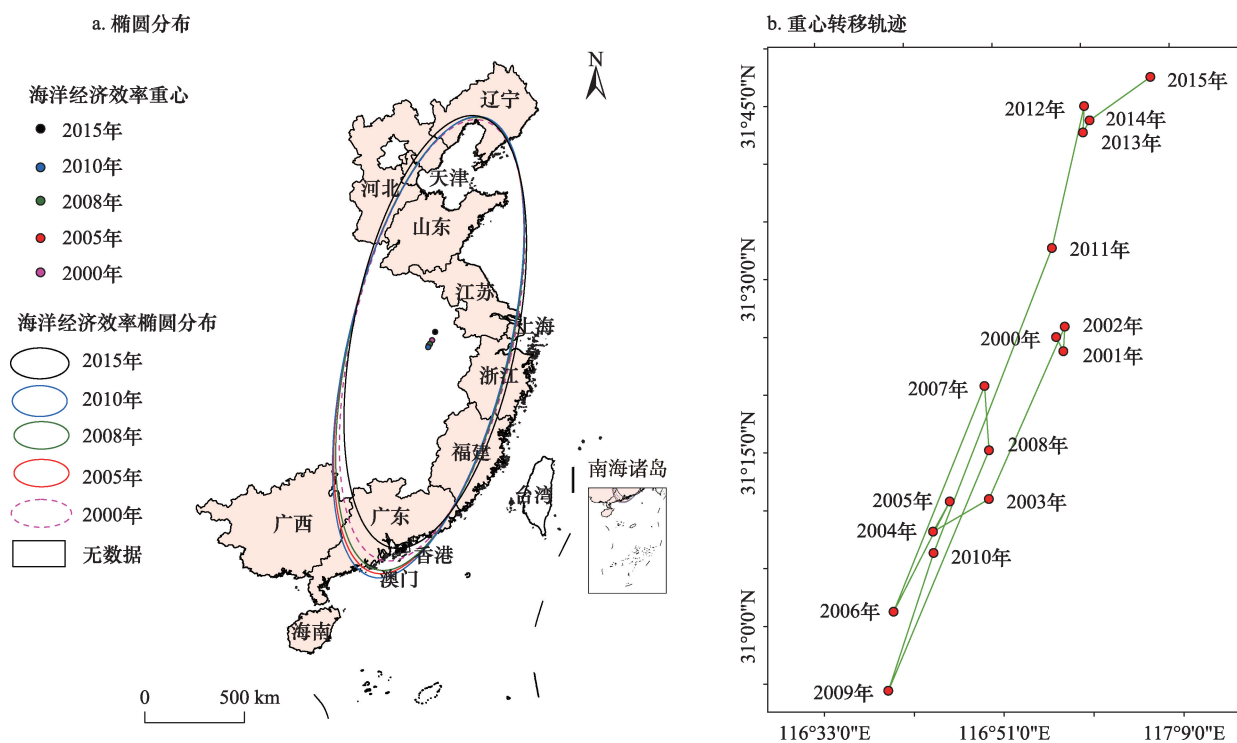 a. 椭圆分布
海洋经济效率重心
2015年
2010年
2008年
2005年
2000年
海洋经济效率椭圆分布
2015年
2010年
2008年
2005年
2000年
无数据
N
辽宁
天津
河北
山东
江苏
上海
浙江
福建
台湾
广东
广西
香港
澳门
海南
南海诸岛
0 500 km
b. 重心转移轨迹
31°45'0"N
31°30'0"N
31°15'0"N
31°0'0"N
2015年
2012年
2014年
2013年
2011年
2002年
2000年
2001年
2007年
2008年
2005年
2003年
2004年
2010年
2006年
2009年
116°33'0"E
116°51'0"E
117°9'0"E